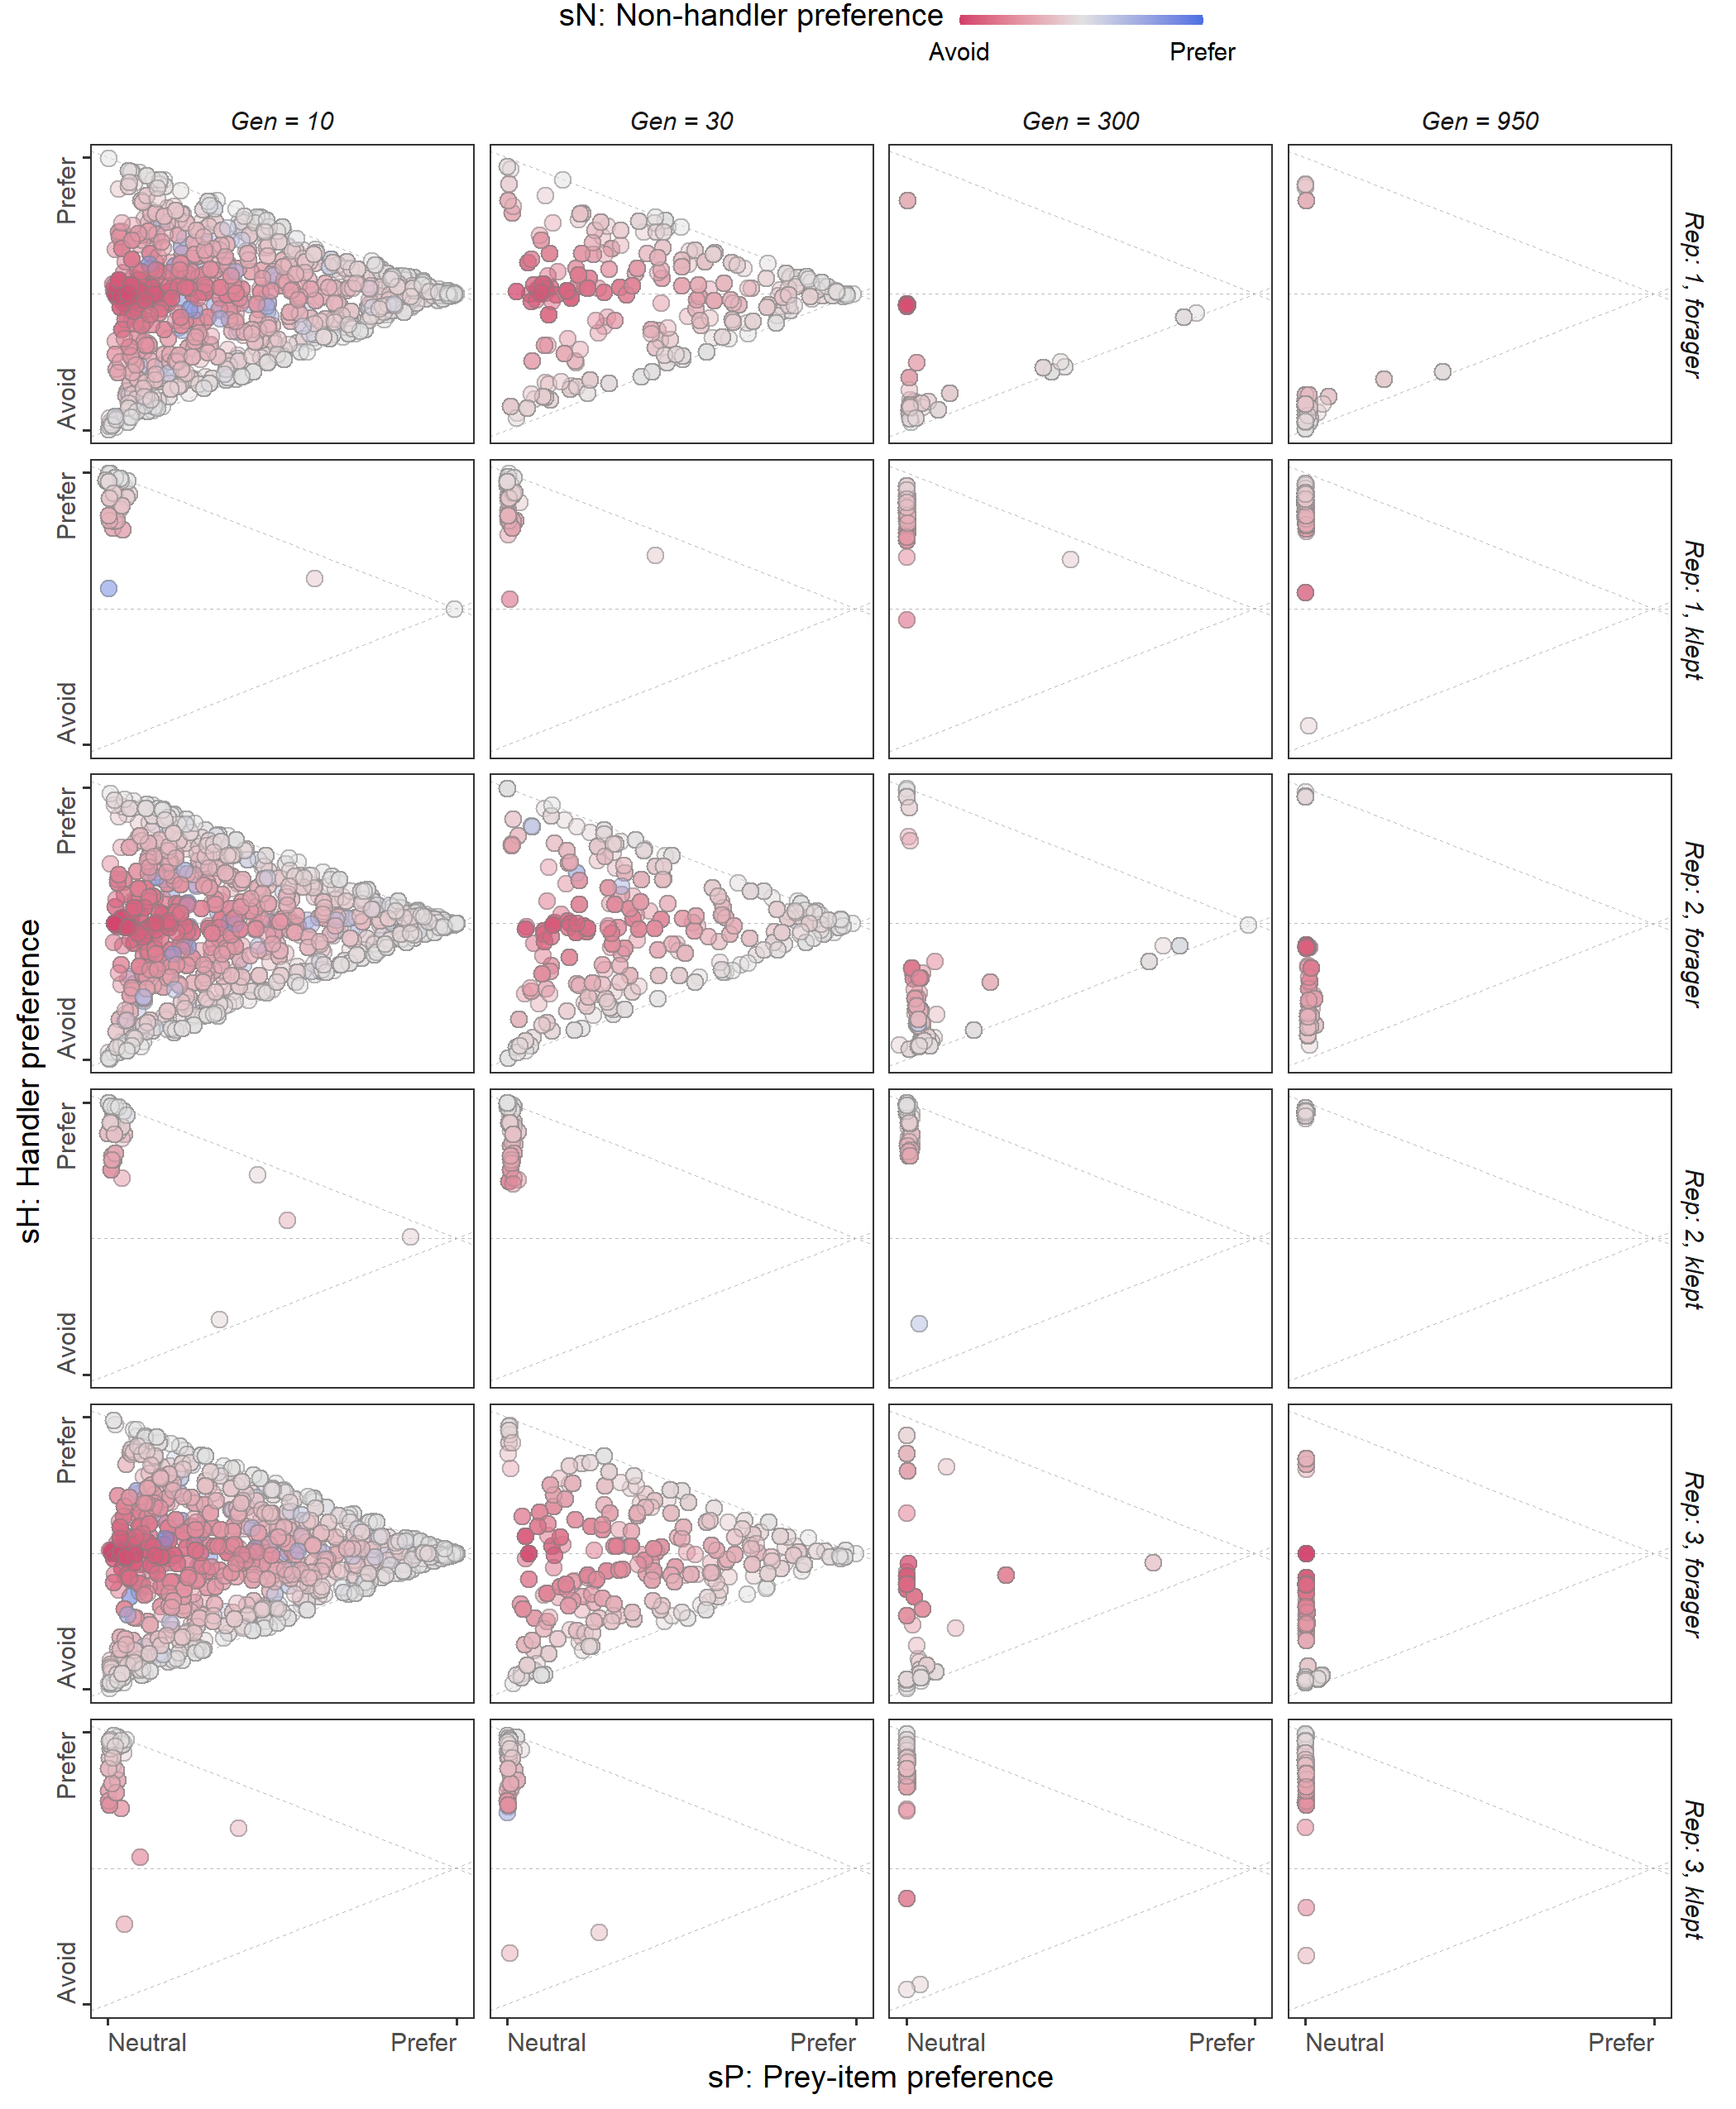 sN: Non-handler preference
Avoid Prefer
Gen = 10 Gen = 30 Gen = 300 Gen = 950
Prefer
Avoid
Rep: 1, forager
Prefer
Avoid
Rep: 1, klept
Prefer
Avoid
Rep: 2, forager
sH: Handler preference
Prefer
Avoid
Rep: 2, klept
Prefer
Avoid
Rep: 3, forager
Prefer
Avoid
Rep: 3, klept
Neutral Prefer Neutral Prefer Neutral Prefer Neutral Prefer
sP: Prey-item preference